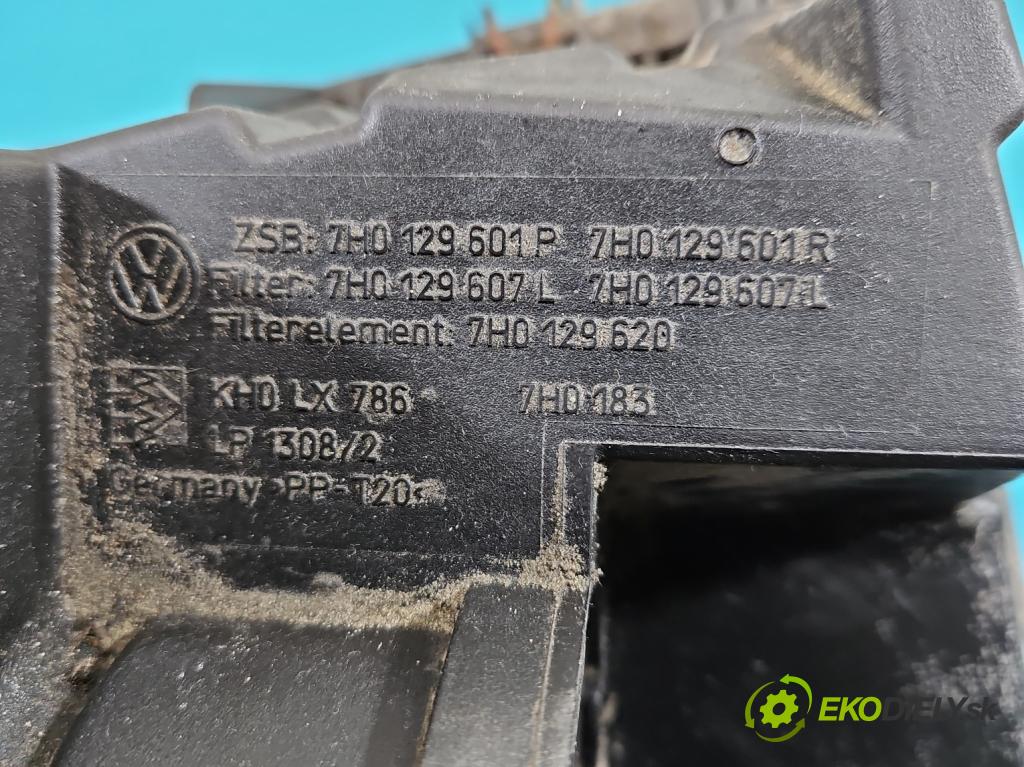 ZSB: 7H0 129 601 P 7H0 129 601 R
Filter: 7H0 129 607 L 7H0 129 607 L
Filterelement: 7H0 129 620
KH0 LX 786 7H0 183
LP 1308/2
Germany >PP-T20<
EKODIELY.sk